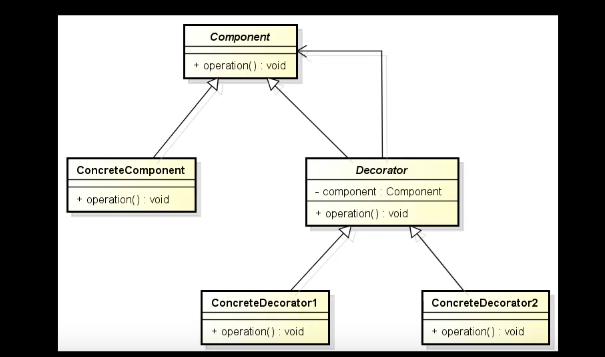 Component
+ operation() : void
ConcreteComponent
+ operation() : void
Decorator
- component : Component
+ operation() : void
ConcreteDecorator1
+ operation() : void
ConcreteDecorator2
+ operation() : void